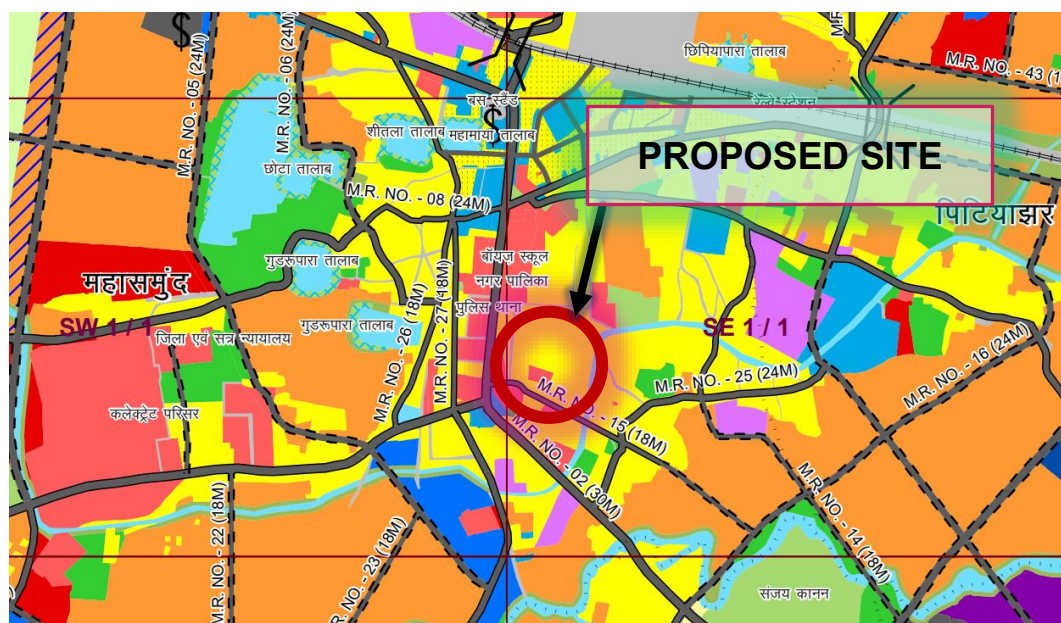 $
M.R. NO. - 05 (24M)
M.R. NO. - 06 (24M)
छिपियापारा तालाब
M.R. NO. - 43 (1
बस स्टैंड
$
रेल्वे स्टेशन
शीतला तालाब
महामाया तालाब
PROPOSED SITE
छोटा तालाब
M.R. NO. - 08 (24M)
पिटियाझर
गुडरूपारा तालाब
बॉयज़ स्कूल
नगर पालिका
महासमुंद
पुलिस थाना
SW 1 / 1
SE 1 / 1
गुडरूपारा तालाब
जिला एवं सत्र न्यायालय
M.R. NO. - 26 (18M)
M.R. NO. - 27 (18M)
M.R. NO. - 25 (24M)
M.R. NO. - 16 (24M)
कलेक्ट्रेट परिसर
M.R. NO. - 15 (18M)
M.R. NO. - 02 (30M)
M.R. NO. - 22 (18M)
M.R. NO. - 23 (18M)
M.R. NO. - 14 (18M)
संजय कानन